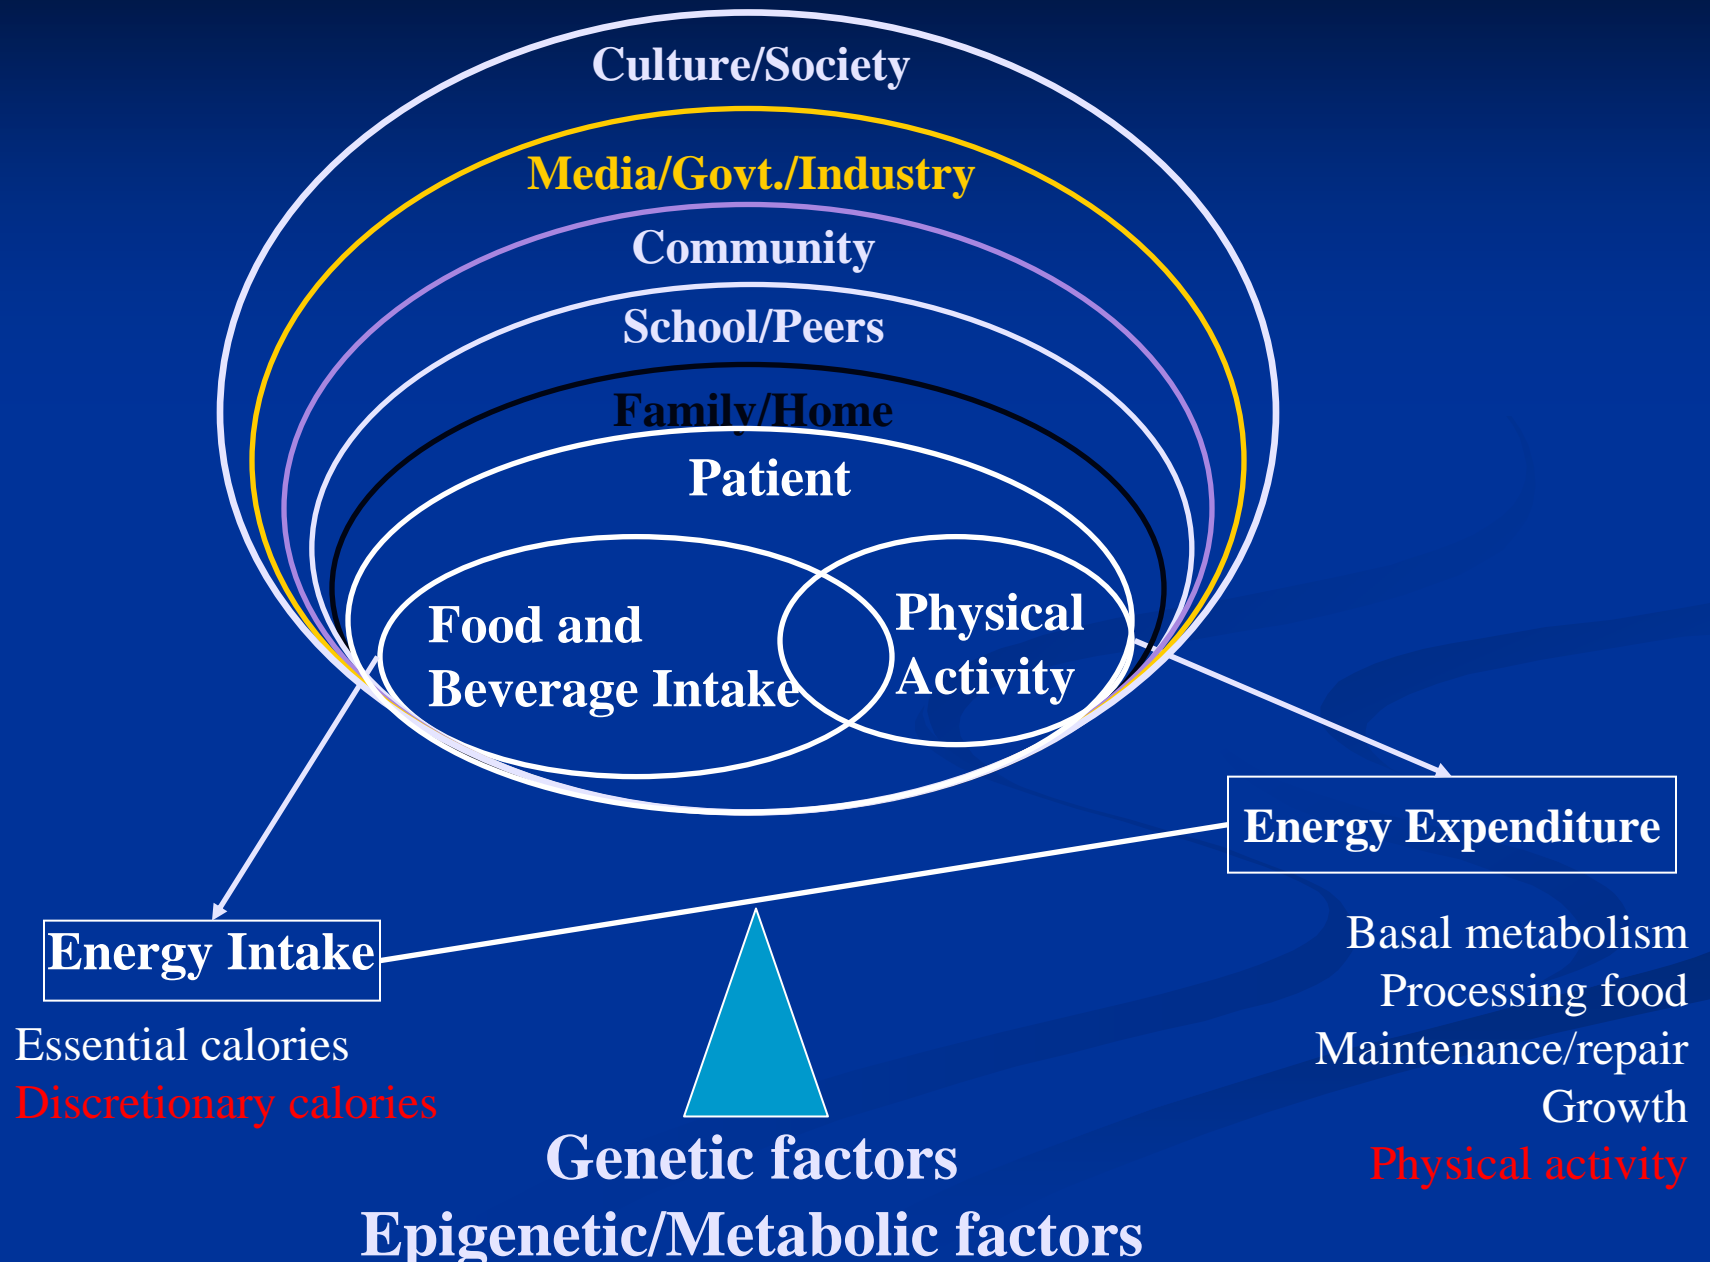 Culture/Society
Media/Govt./Industry
Community
School/Peers
Family/Home
Patient
Food and
Beverage Intake
Physical
Activity
Energy Expenditure
Energy Intake
Basal metabolism
Processing food
Maintenance/repair
Growth
Physical activity
Essential calories
Discretionary calories
Genetic factors
Epigenetic/Metabolic factors